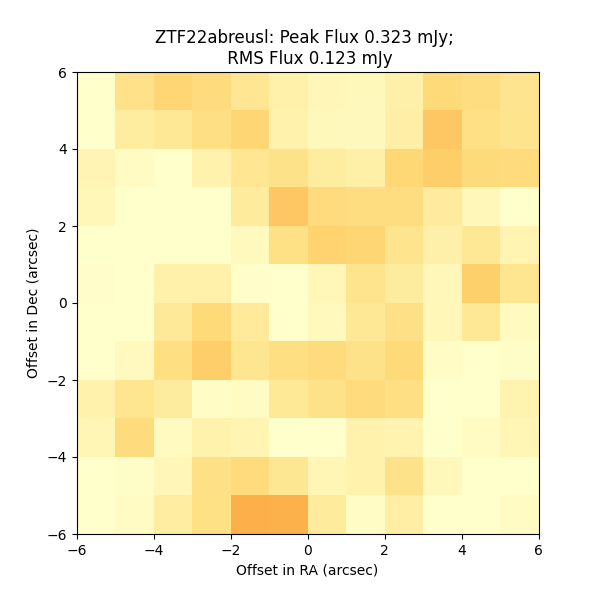 ZTF22abreusl: Peak Flux 0.323 mJy;
RMS Flux 0.123 mJy
6
4
2
0
−2
−4
−6
Offset in Dec (arcsec)
−6 −4 −2 0 2 4 6
Offset in RA (arcsec)